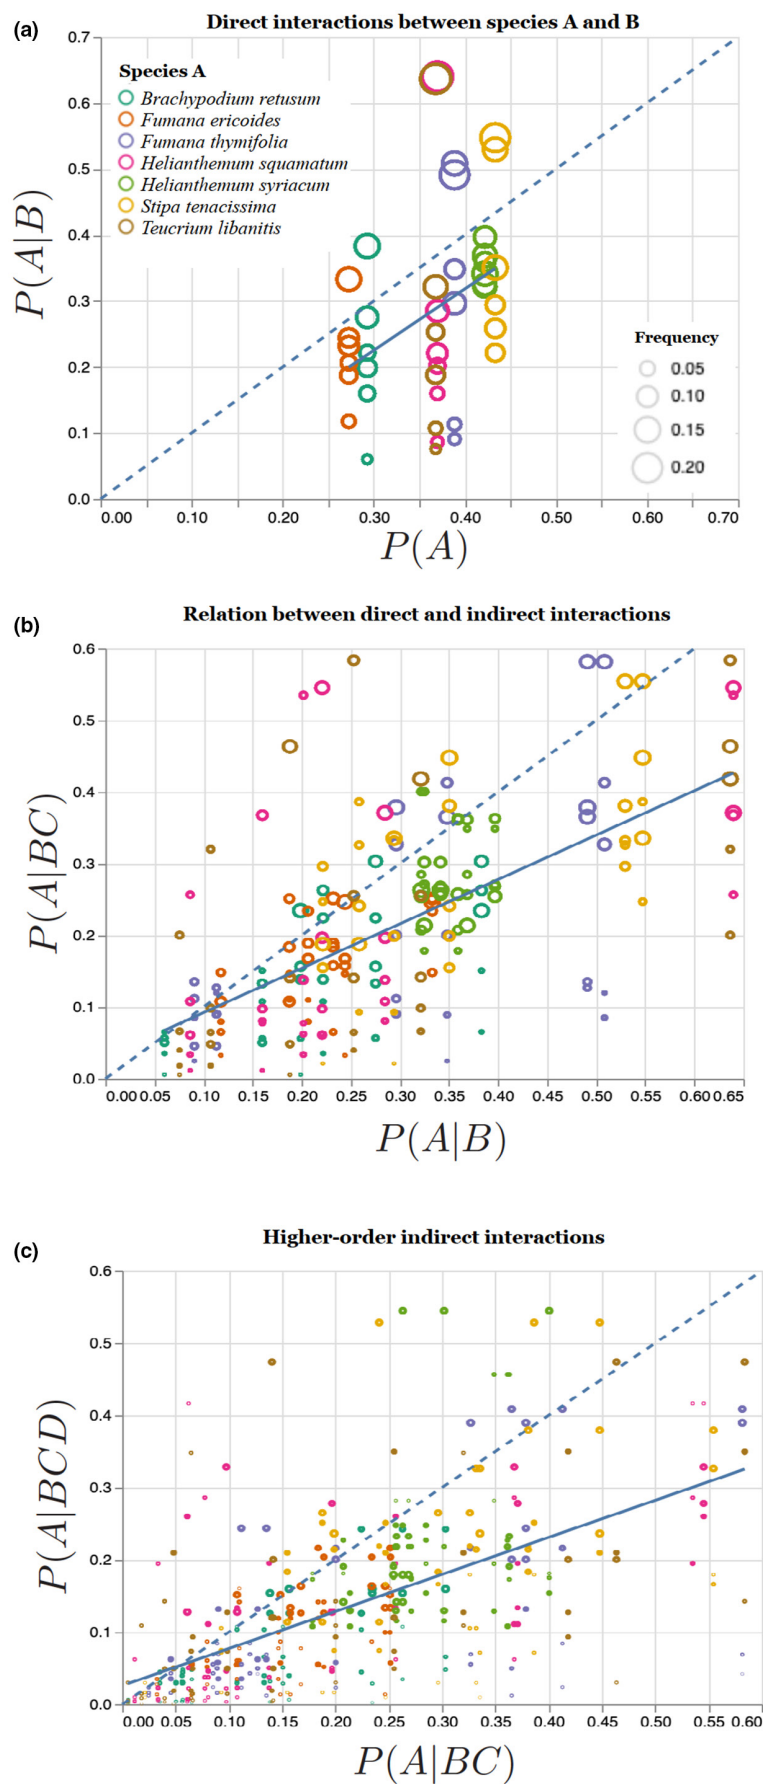 (a)
Direct interactions between species A and B
0.7
0.6
0.5
0.4
0.3
0.2
0.1
0.0
P(A|B)
Species A
Brachypodium retusum
Fumana ericoides
Fumana thymifolia
Helianthemum squamatum
Helianthemum syriacum
Stipa tenacissima
Teucrium libanitis
Frequency
0.05
0.10
0.15
0.20
0.00 0.10 0.20 0.30 0.40 0.50 0.60 0.70
P(A)
(b)
Relation between direct and indirect interactions
0.6
0.5
0.4
0.3
0.2
0.1
0.0
P(A|BC)
0.00 0.05 0.10 0.15 0.20 0.25 0.30 0.35 0.40 0.45 0.50 0.55 0.60 0.65
P(A|B)
(c)
Higher-order indirect interactions
0.6
0.5
0.4
0.3
0.2
0.1
0.0
P(A|BCD)
0.00 0.05 0.10 0.15 0.20 0.25 0.30 0.35 0.40 0.45 0.50 0.55 0.60
P(A|BC)